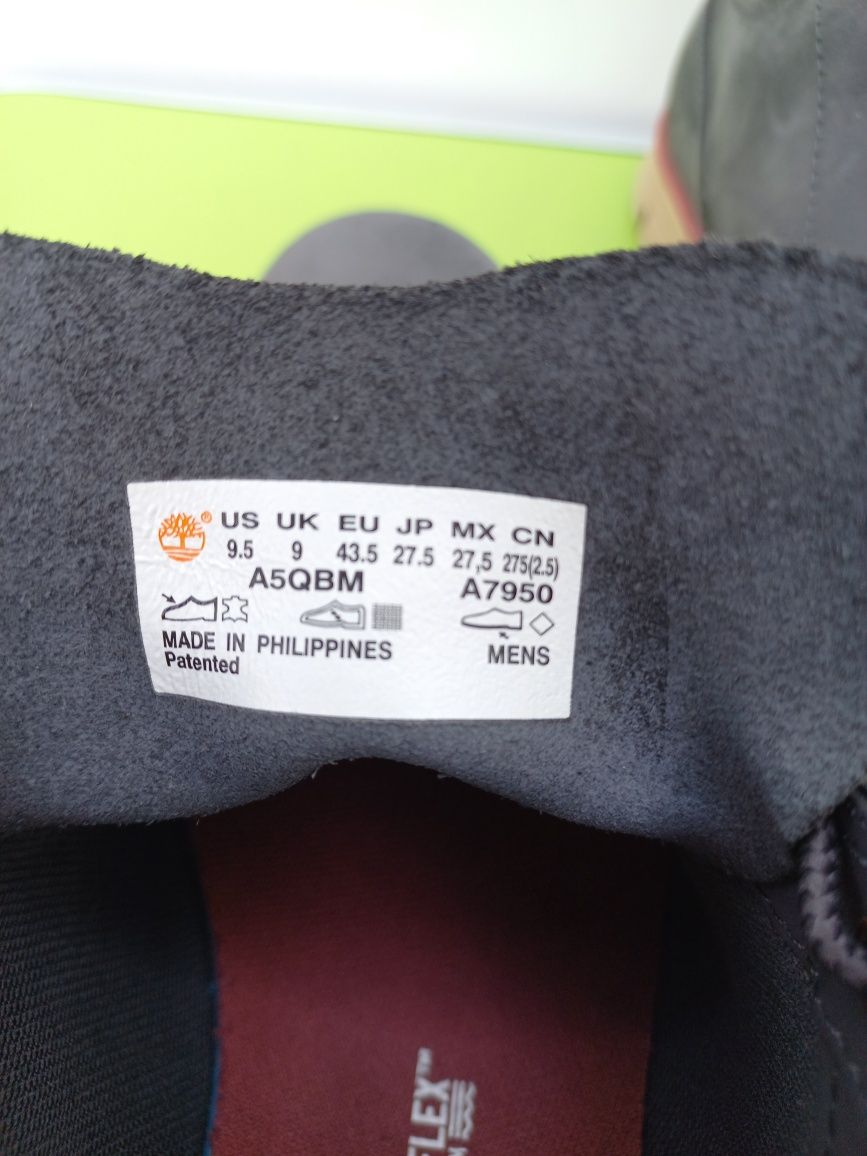 ® US UK EU JP MX CN
9.5 9 43.5 27.5 27,5 275(2.5)
A5QBM A7950
MADE IN PHILIPPINES MENS
Patented
FLEX™